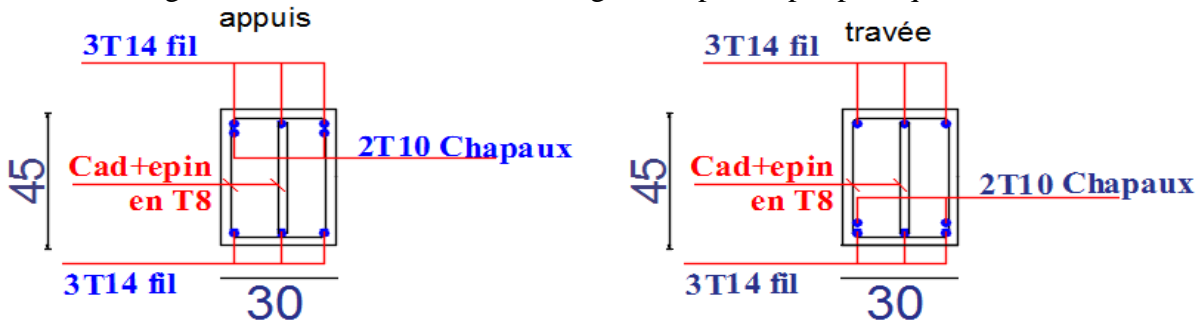 appuis
3T14 fil
2T10 Chapaux
Cad+epin
en T8
45
3T14 fil
30
travée
3T14 fil
Cad+epin
en T8
2T10 Chapaux
45
3T14 fil
30